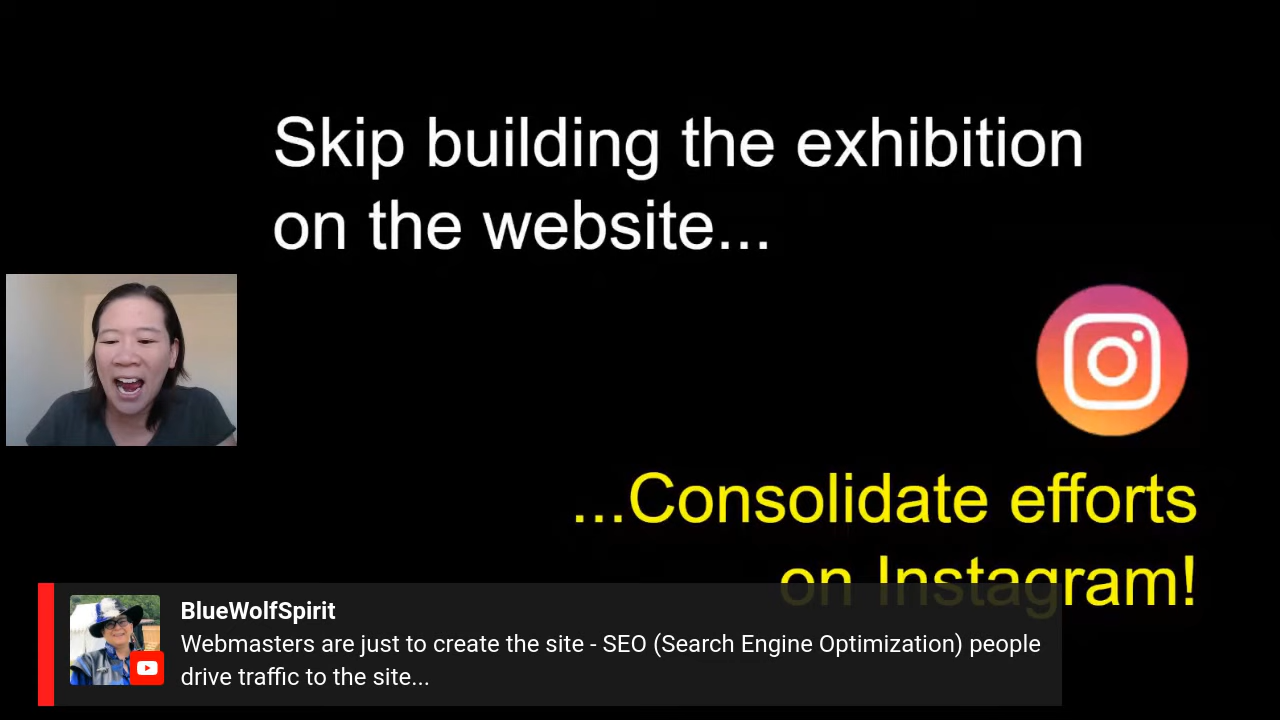 Skip building the exhibition
on the website...
...Consolidate efforts
on Instagram!
BlueWolfSpirit
Webmasters are just to create the site - SEO (Search Engine Optimization) people
drive traffic to the site...